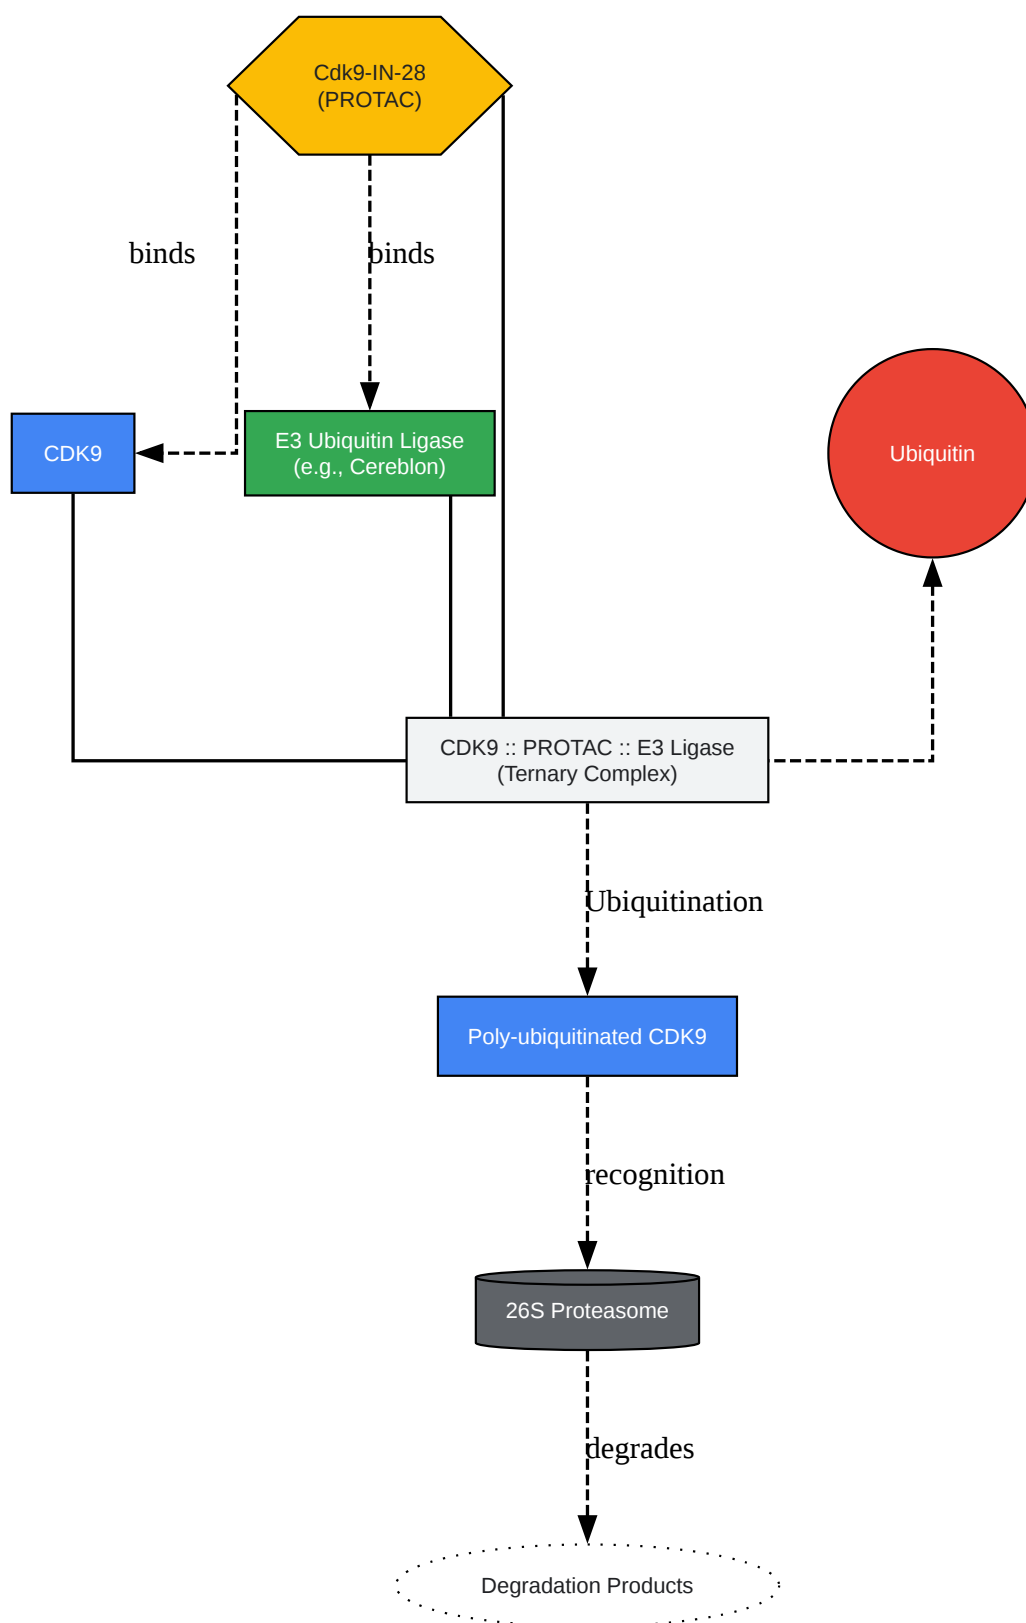 Cdk9-IN-28
(PROTAC)
binds
binds
CDK9
E3 Ubiquitin Ligase
(e.g., Cereblon)
Ubiquitin
CDK9 :: PROTAC :: E3 Ligase
(Ternary Complex)
Ubiquitination
Poly-ubiquitinated CDK9
recognition
26S Proteasome
degrades
Degradation Products